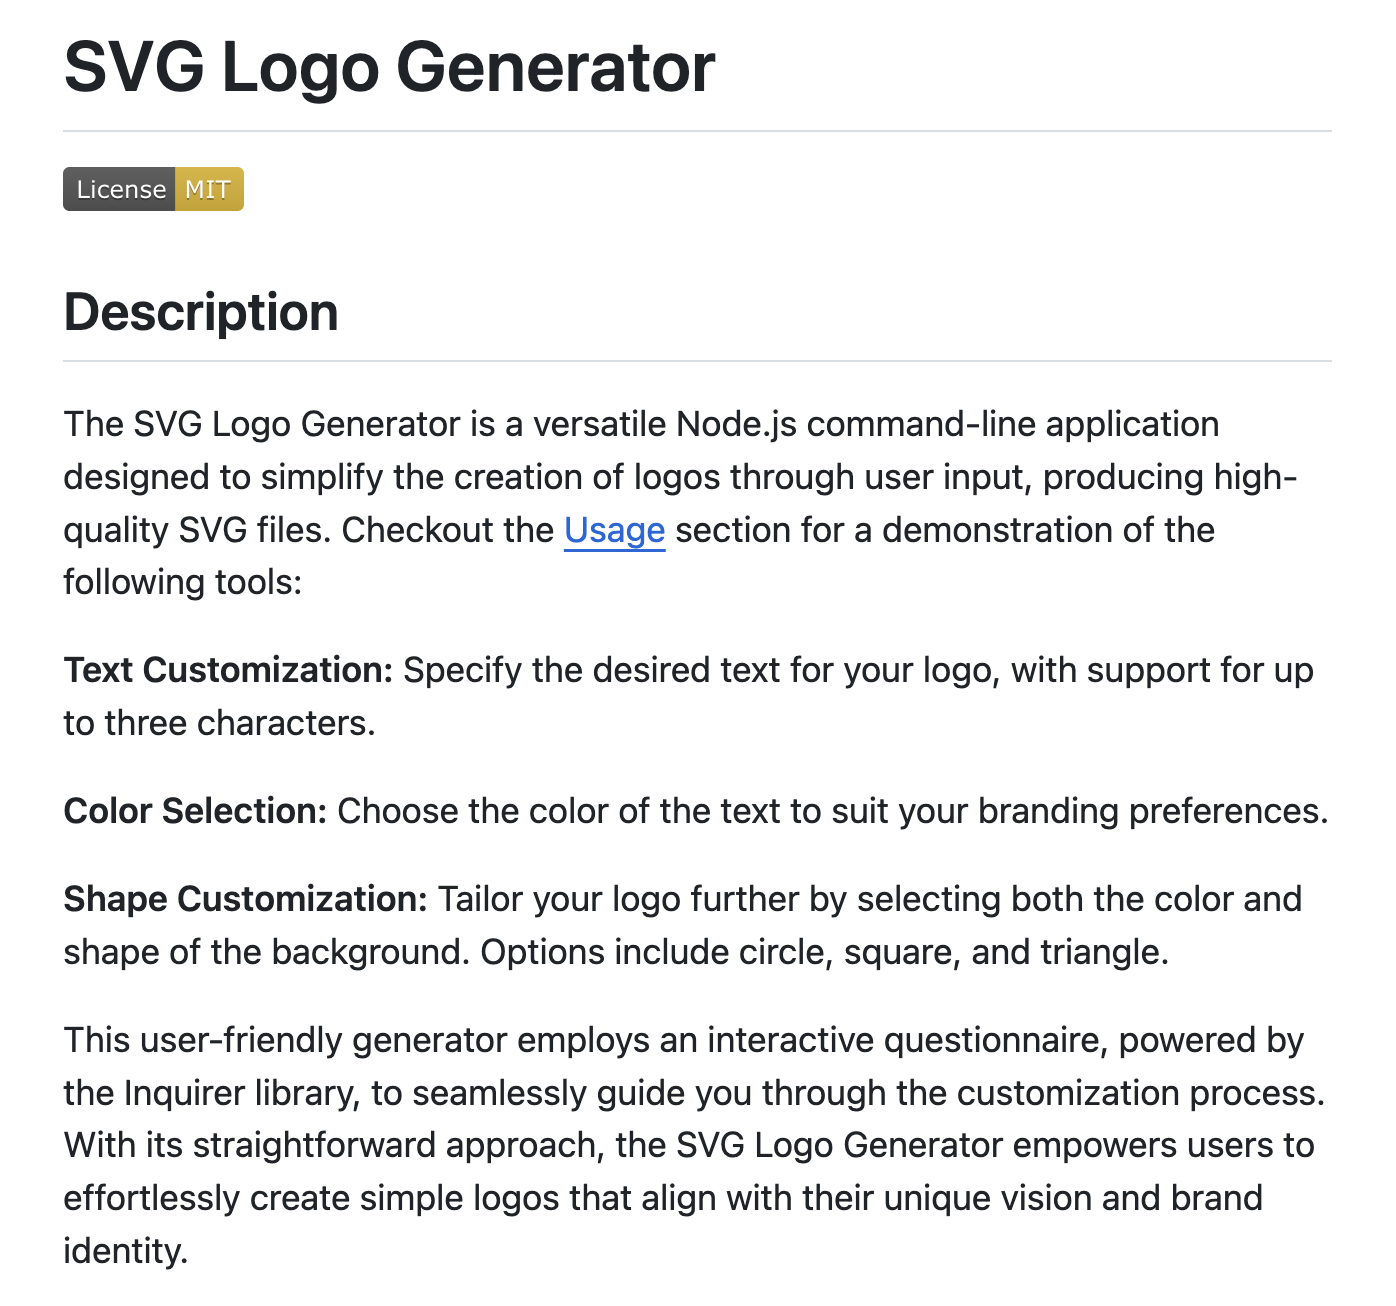 SVG Logo Generator
License MIT
Description
The SVG Logo Generator is a versatile Node.js command-line application
designed to simplify the creation of logos through user input, producing high-
quality SVG files. Checkout the Usage section for a demonstration of the
following tools:
Text Customization: Specify the desired text for your logo, with support for up
to three characters.
Color Selection: Choose the color of the text to suit your branding preferences.
Shape Customization: Tailor your logo further by selecting both the color and
shape of the background. Options include circle, square, and triangle.
This user-friendly generator employs an interactive questionnaire, powered by
the Inquirer library, to seamlessly guide you through the customization process.
With its straightforward approach, the SVG Logo Generator empowers users to
effortlessly create simple logos that align with their unique vision and brand
identity.